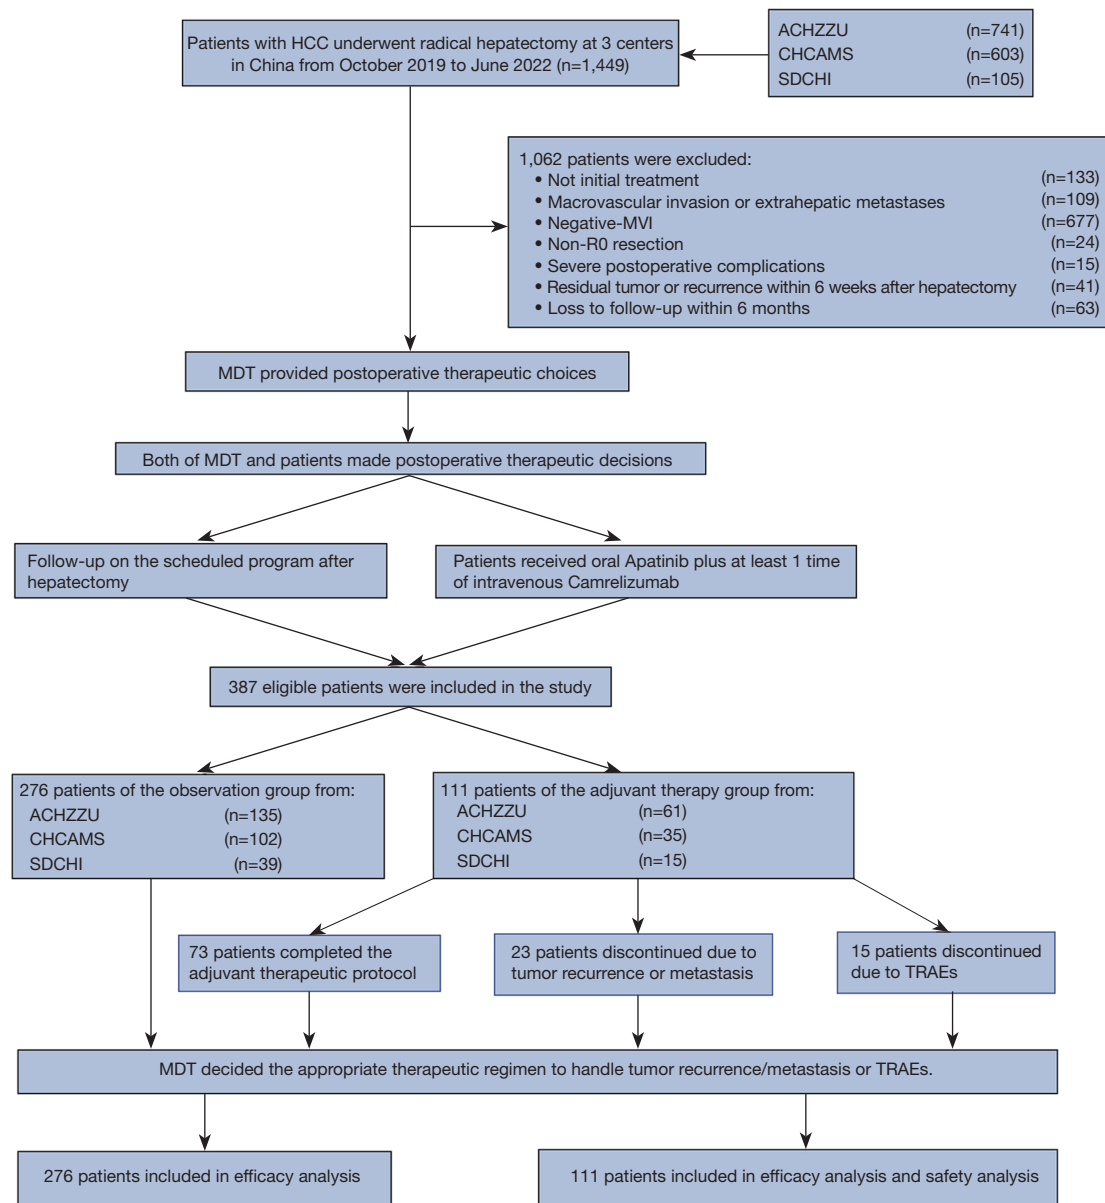 Patients with HCC underwent radical hepatectomy at 3 centers
in China from October 2019 to June 2022 (n=1,449)
ACHZZU (n=741)
CHCAMS (n=603)
SDCHI (n=105)
1,062 patients were excluded:
• Not initial treatment (n=133)
• Macrovascular invasion or extrahepatic metastases (n=109)
• Negative-MVI (n=677)
• Non-R0 resection (n=24)
• Severe postoperative complications (n=15)
• Residual tumor or recurrence within 6 weeks after hepatectomy (n=41)
• Loss to follow-up within 6 months (n=63)
MDT provided postoperative therapeutic choices
Both of MDT and patients made postoperative therapeutic decisions
Follow-up on the scheduled program after
hepatectomy
Patients received oral Apatinib plus at least 1 time
of intravenous Camrelizumab
387 eligible patients were included in the study
276 patients of the observation group from:
ACHZZU (n=135)
CHCAMS (n=102)
SDCHI (n=39)
111 patients of the adjuvant therapy group from:
ACHZZU (n=61)
CHCAMS (n=35)
SDCHI (n=15)
73 patients completed the
adjuvant therapeutic protocol
23 patients discontinued due to
tumor recurrence or metastasis
15 patients discontinued
due to TRAEs
MDT decided the appropriate therapeutic regimen to handle tumor recurrence/metastasis or TRAEs.
276 patients included in efficacy analysis
111 patients included in efficacy analysis and safety analysis